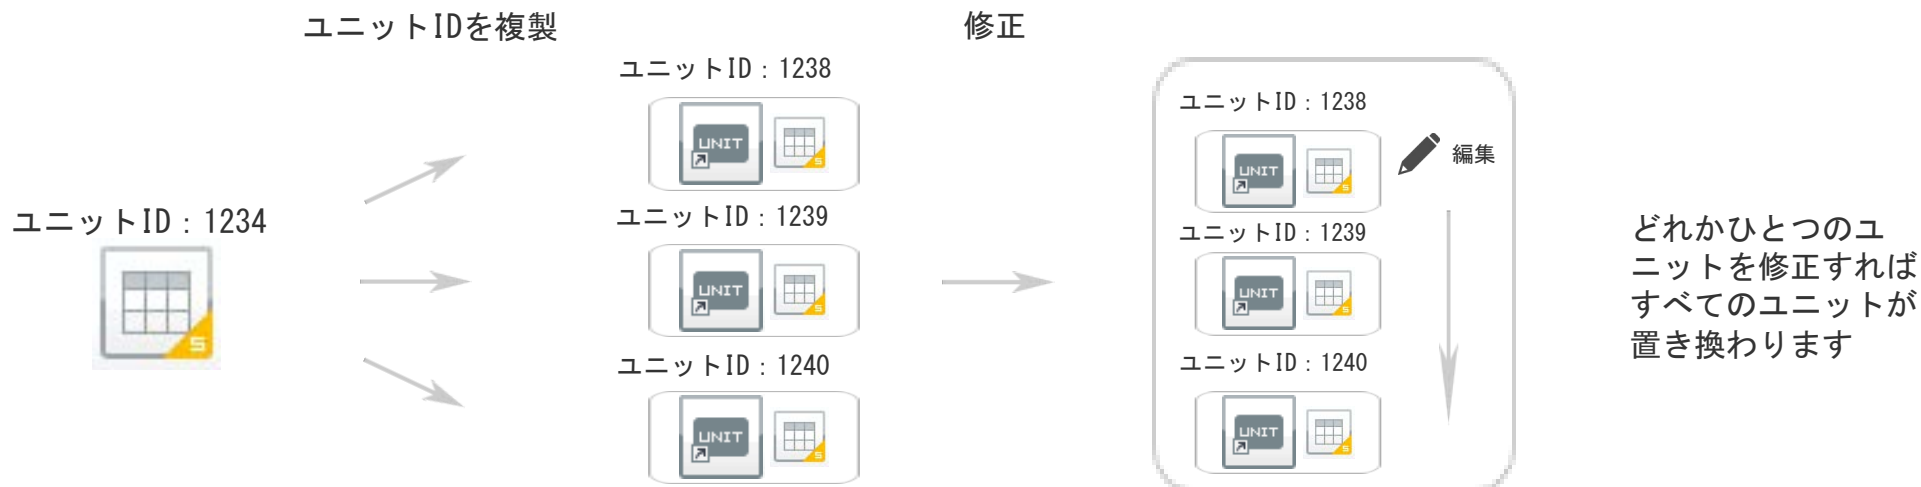 ユニットIDを複製
修正
ユニットID：1234
ユニットID：1238
UNIT
ユニットID：1239
UNIT
ユニットID：1240
UNIT
ユニットID：1238
UNIT
編集
ユニットID：1239
UNIT
ユニットID：1240
UNIT
どれかひとつのユ
ニットを修正すれば
すべてのユニットが
置き換わります
S
S
S
S
S
S
S